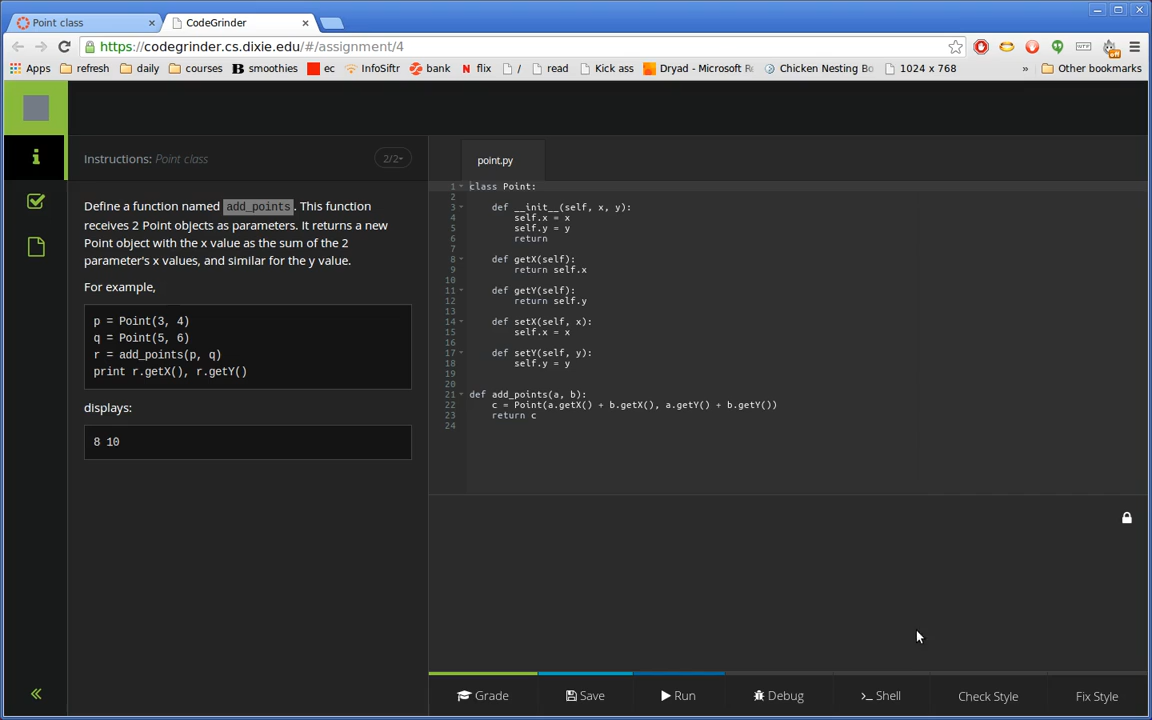 Point class
CodeGrinder
https://codegrinder.cs.dixie.edu/#/assignment/4
Apps refresh daily courses smoothies ec InfoSiftr bank flix / read Kick ass Dryad - Microsoft Re Chicken Nesting Bo 1024 x 768 » Other bookmarks
Instructions: Point class
2/2
Define a function named add_points. This function
receives 2 Point objects as parameters. It returns a new
Point object with the x value as the sum of the 2
parameter's x values, and similar for the y value.
For example,
p = Point(3, 4)
q = Point(5, 6)
r = add_points(p, q)
print r.getX(), r.getY()
displays:
8 10
point.py
1 class Point:
2
3 def __init__(self, x, y):
4 self.x = x
5 self.y = y
6 return
7
8 def getX(self):
9 return self.x
10
11 def getY(self):
12 return self.y
13
14 def setX(self, x):
15 self.x = x
16
17 def setY(self, y):
18 self.y = y
19
20
21 def add_points(a, b):
22 c = Point(a.getX() + b.getX(), a.getY() + b.getY())
23 return c
24
Grade Save Run Debug >_ Shell Check Style Fix Style